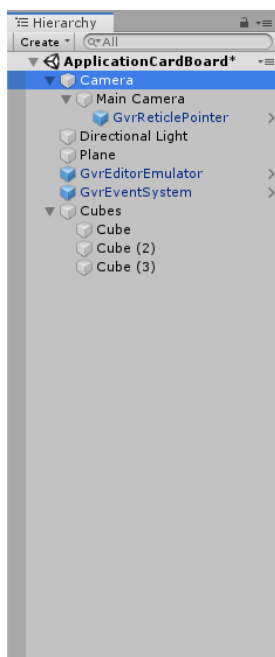 Hierarchy
Create All
ApplicationCardBoard*
Camera
Main Camera
GvrReticlePointer
Directional Light
Plane
GvrEditorEmulator
GvrEventSystem
Cubes
Cube
Cube (2)
Cube (3)